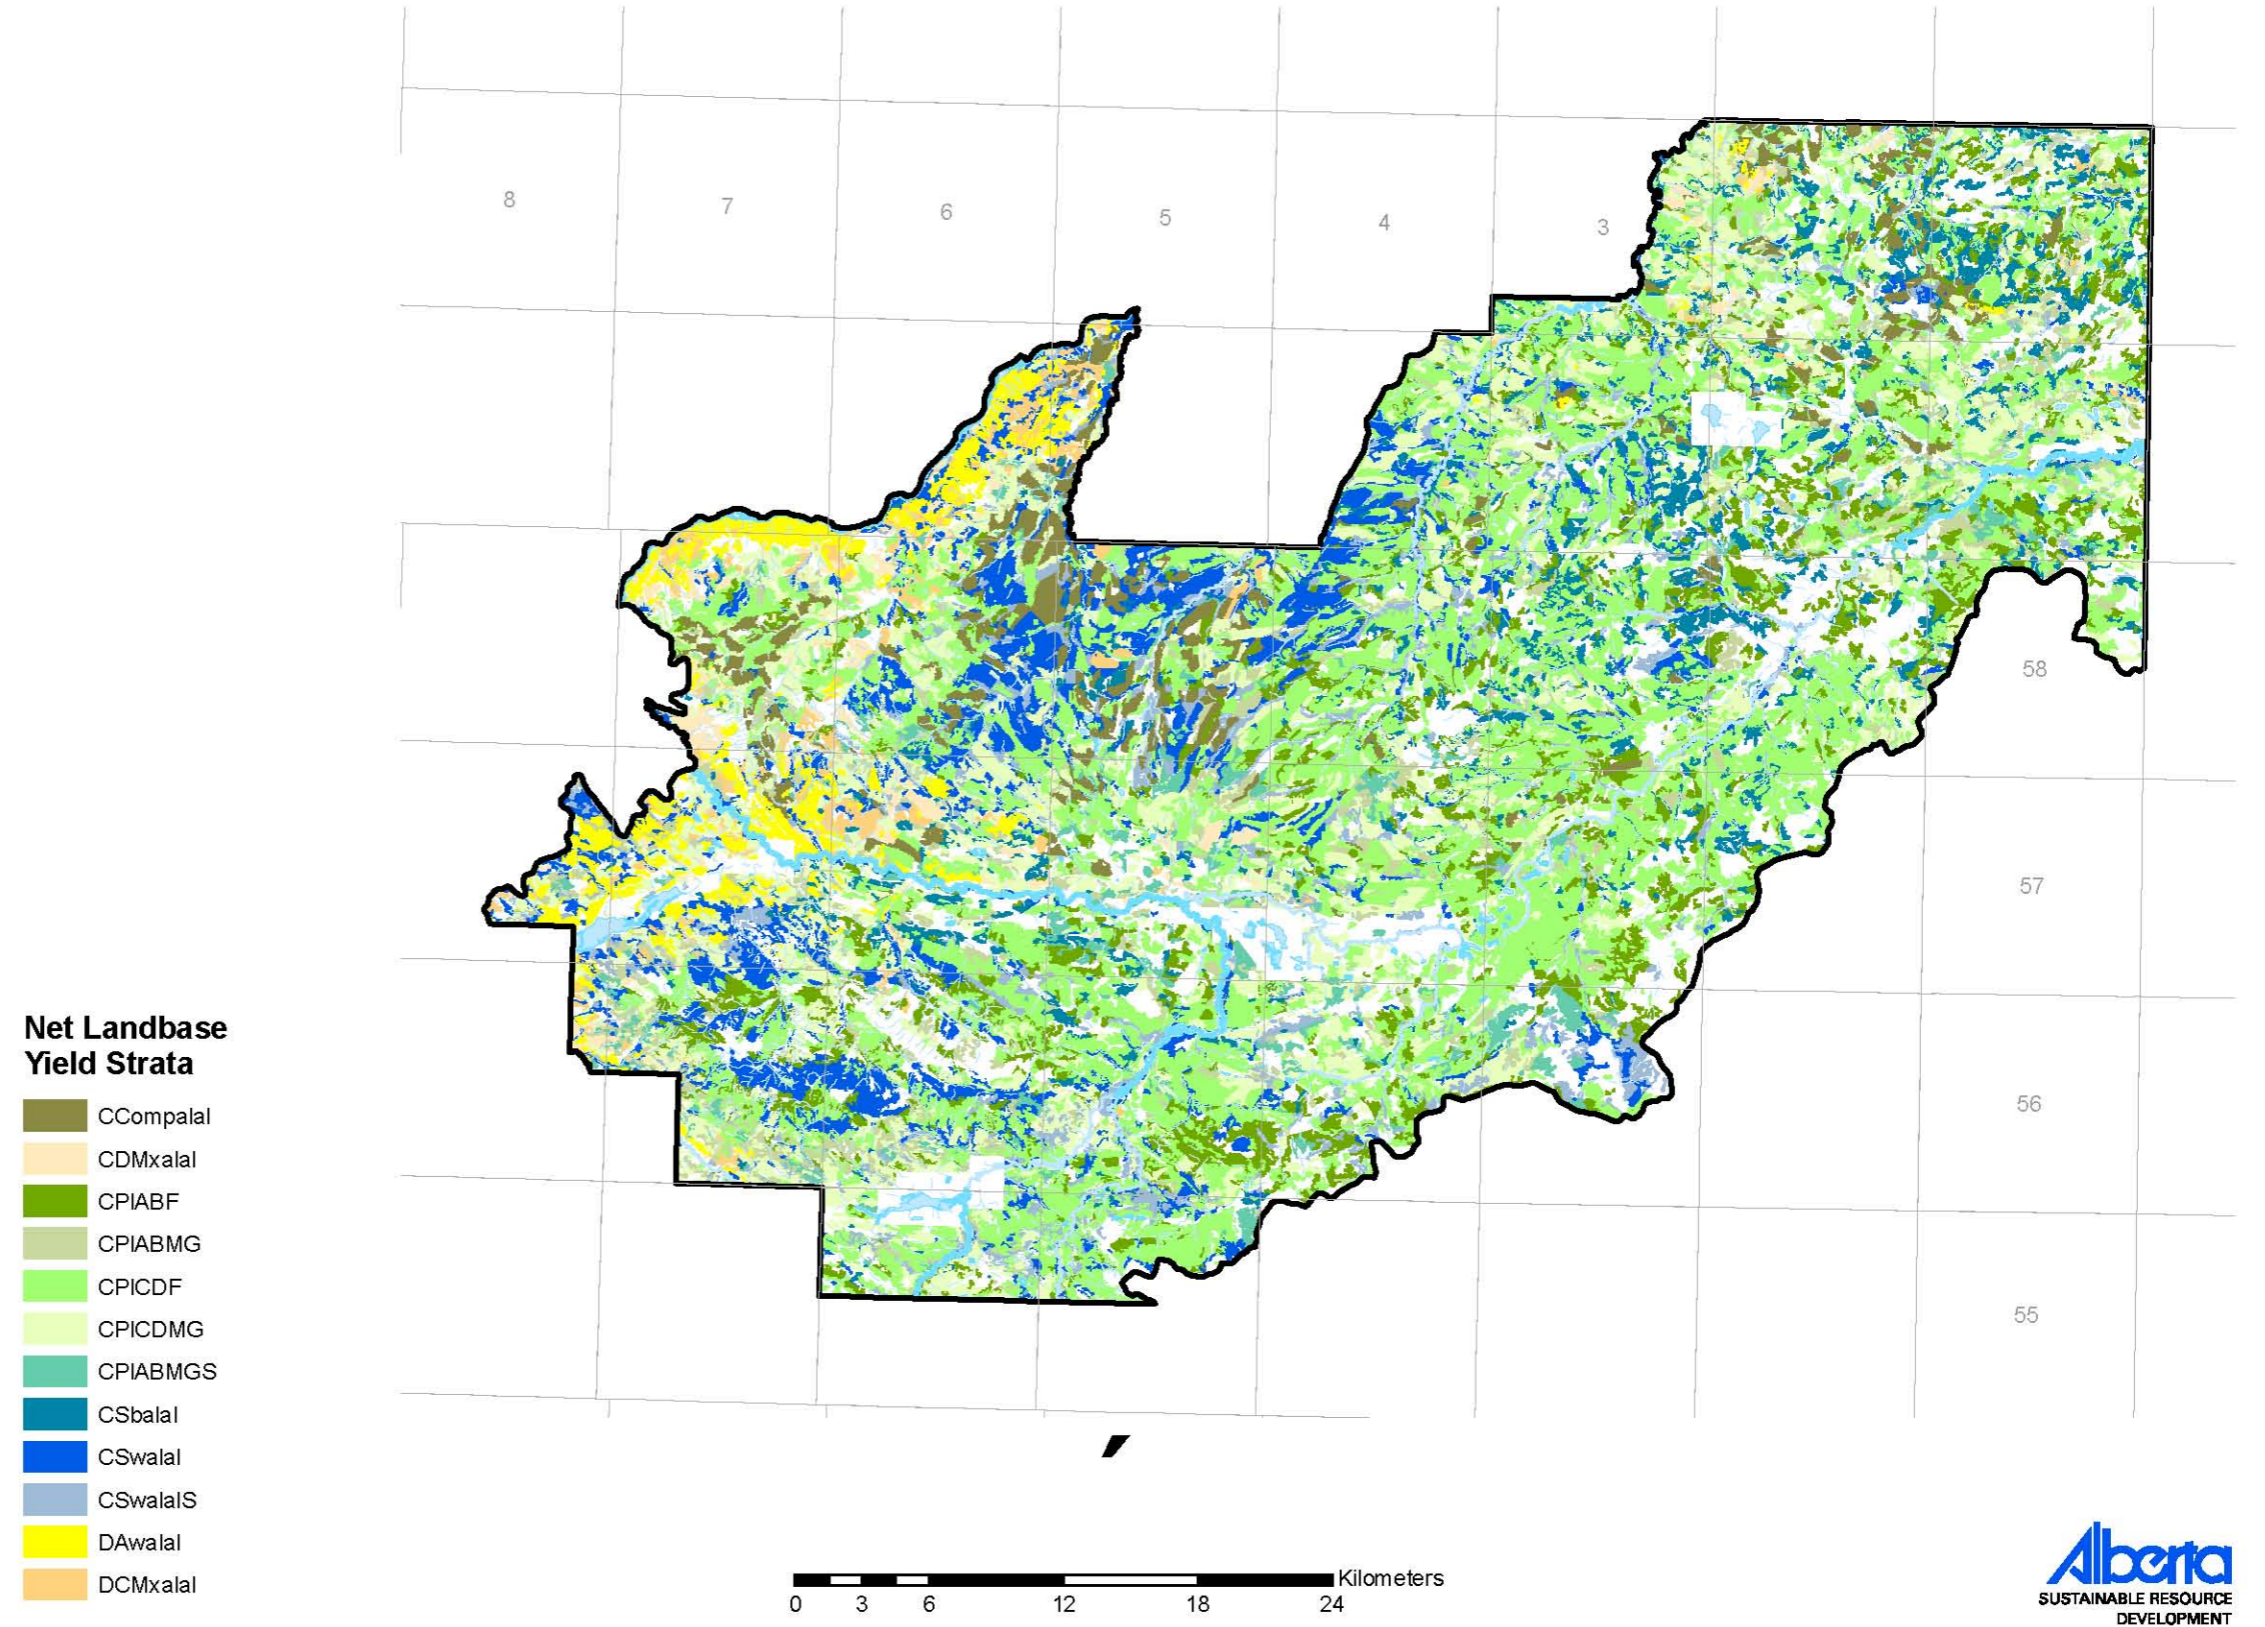 8
7
6
5
4
3
58
57
56
55
Net Landbase
Yield Strata
CCompalal
CDMxalal
CPIABF
CPIABMG
CPICDF
CPICDMG
CPIABMGS
CSbalal
CSwalal
CSwalalS
DAwalal
DCMxalal
Kilometers
0 3 6 12 18 24
Alberta
SUSTAINABLE RESOURCE
DEVELOPMENT